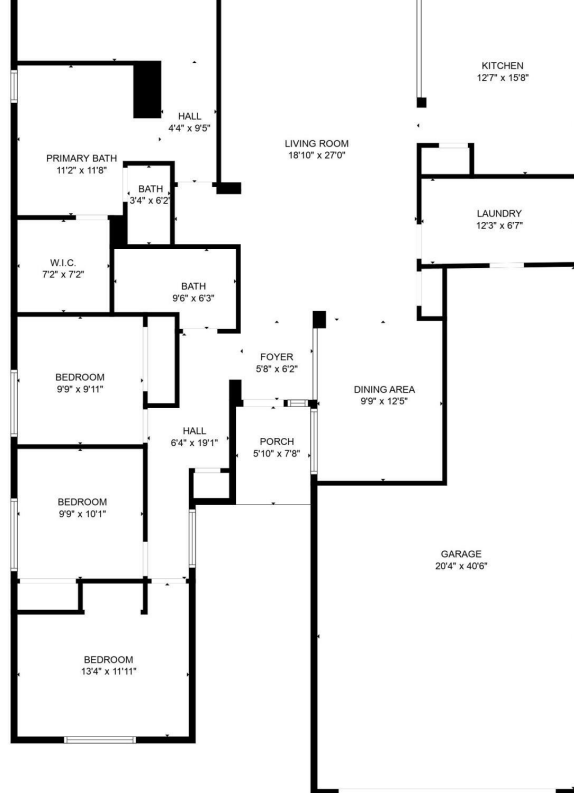 KITCHEN
12'7" x 15'8"
HALL
4'4" x 9'5"
LIVING ROOM
18'10" x 27'0"
PRIMARY BATH
11'2" x 11'8"
BATH
3'4" x 6'2"
LAUNDRY
12'3" x 6'7"
W.I.C.
7'2" x 7'2"
BATH
9'6" x 6'3"
FOYER
5'8" x 6'2"
BEDROOM
9'9" x 9'11"
DINING AREA
9'9" x 12'5"
HALL
6'4" x 19'1"
PORCH
5'10" x 7'8"
BEDROOM
9'9" x 10'1"
GARAGE
20'4" x 40'6"
BEDROOM
13'4" x 11'11"